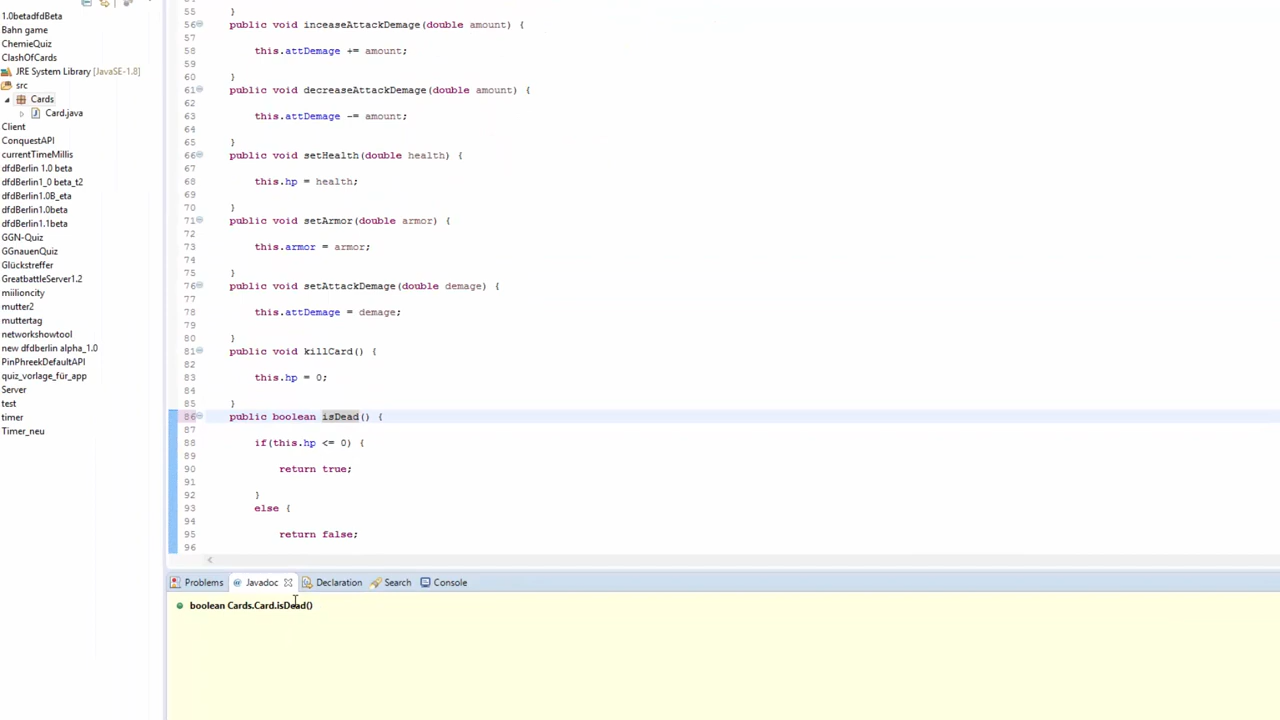 1.0betadfdBeta
Bahn game
ChemieQuiz
ClashOfCards
JRE System Library [JavaSE-1.8]
src
Cards
Card.java
Client
ConquestAPI
currentTimeMillis
dfdBerlin 1.0 beta
dfdBerlin1_0 beta_t2
dfdBerlin1.0B_eta
dfdBerlin1.0beta
dfdBerlin1.1beta
GGN-Quiz
GGnauenQuiz
Glückstreffer
GreatbattleServer1.2
miilioncity
mutter2
muttertag
networkshowtool
new dfdberlin alpha_1.0
PinPhreekDefaultAPI
quiz_vorlage_für_app
Server
test
timer
Timer_neu
55 }
56 public void inceaseAttackDemage(double amount) {
57
58 this.attDemage += amount;
59
60 }
61 public void decreaseAttackDemage(double amount) {
62
63 this.attDemage -= amount;
64
65 }
66 public void setHealth(double health) {
67
68 this.hp = health;
69
70 }
71 public void setArmor(double armor) {
72
73 this.armor = armor;
74
75 }
76 public void setAttackDemage(double demage) {
77
78 this.attDemage = demage;
79
80 }
81 public void killCard() {
82
83 this.hp = 0;
84
85 }
86 public boolean isDead() {
87
88 if(this.hp <= 0) {
89
90 return true;
91
92 }
93 else {
94
95 return false;
96
Problems Javadoc Declaration Search Console
boolean Cards.Card.isDead()